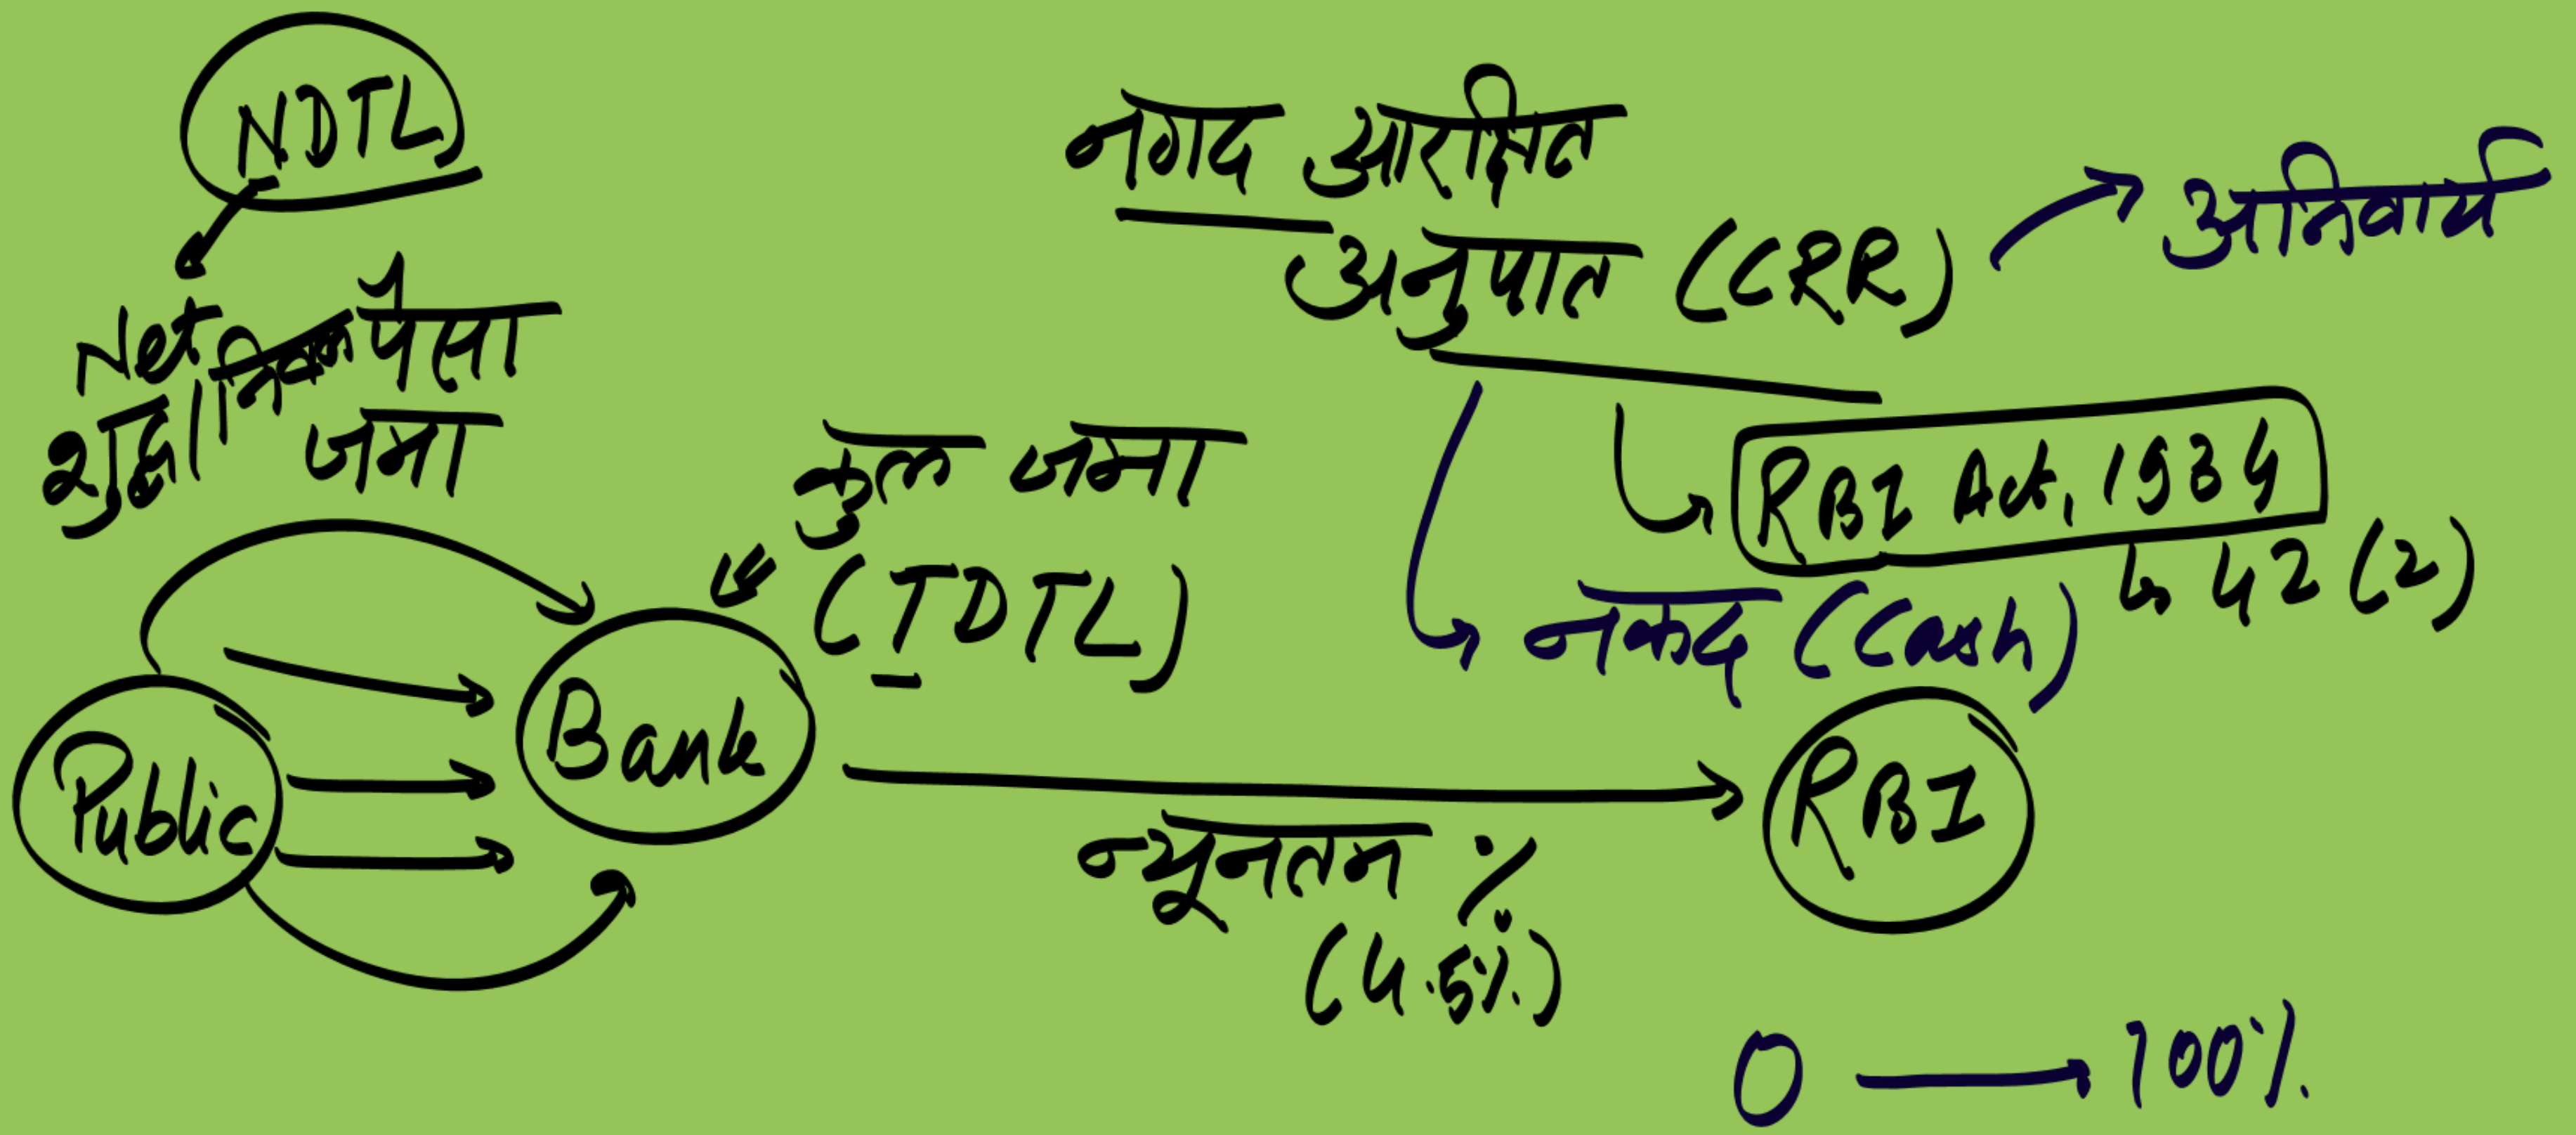 NDTL
Net
शुद्ध / निवल
पैसा
जमा
कुल जमा
(TDTL)
Public
Bank
नगद आरक्षित
अनुपात (CRR)
अनिवार्य
RBI Act, 1934
42 (2)
नकद (Cash)
RBI
न्यूनतम %
(4.5%)
0 → 100%